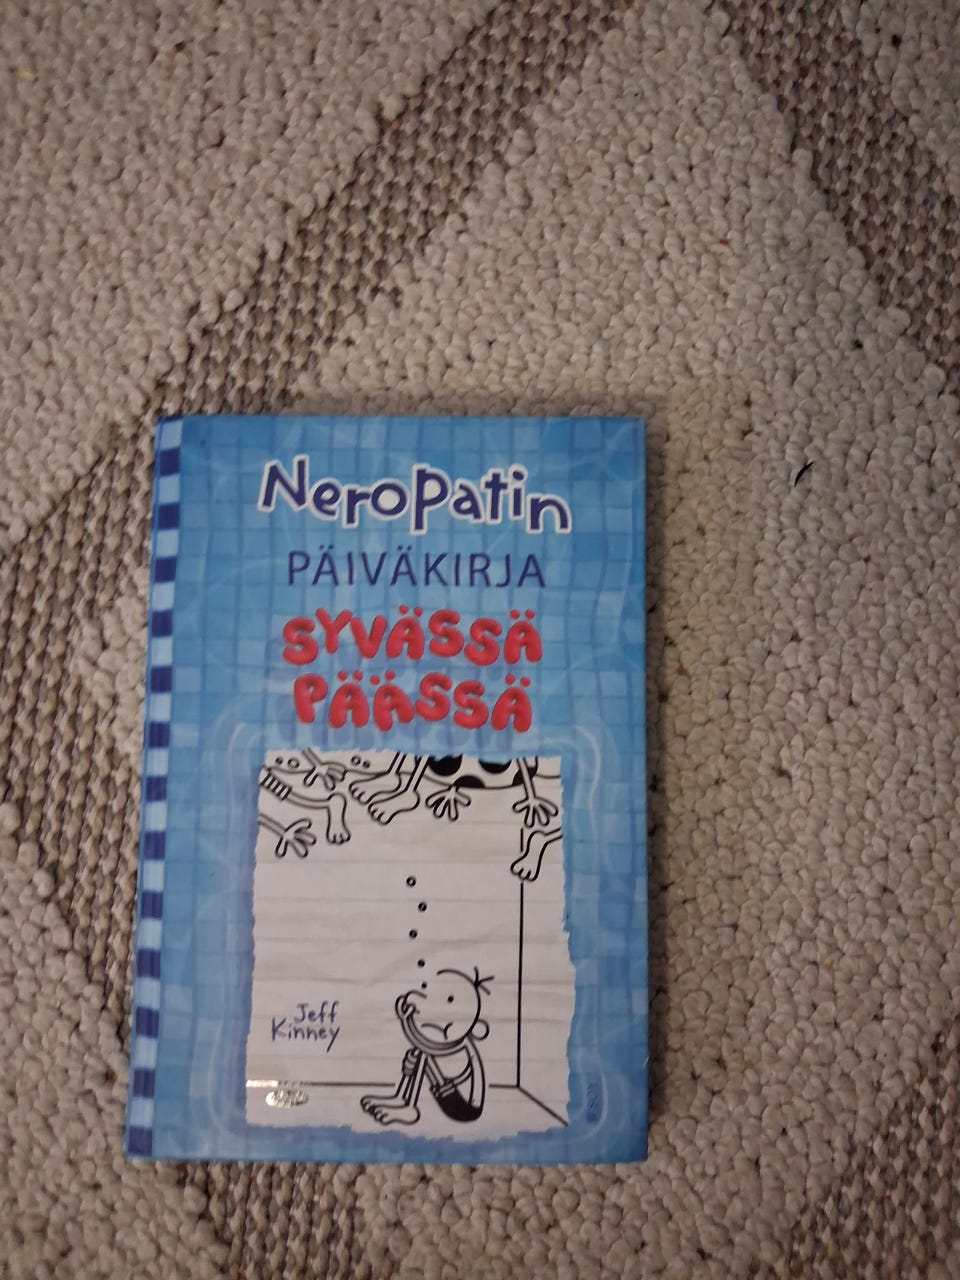 Neropatin
PÄIVÄKIRJA
SYVÄSSÄ
PÄÄSSÄ
Jeff
Kinney